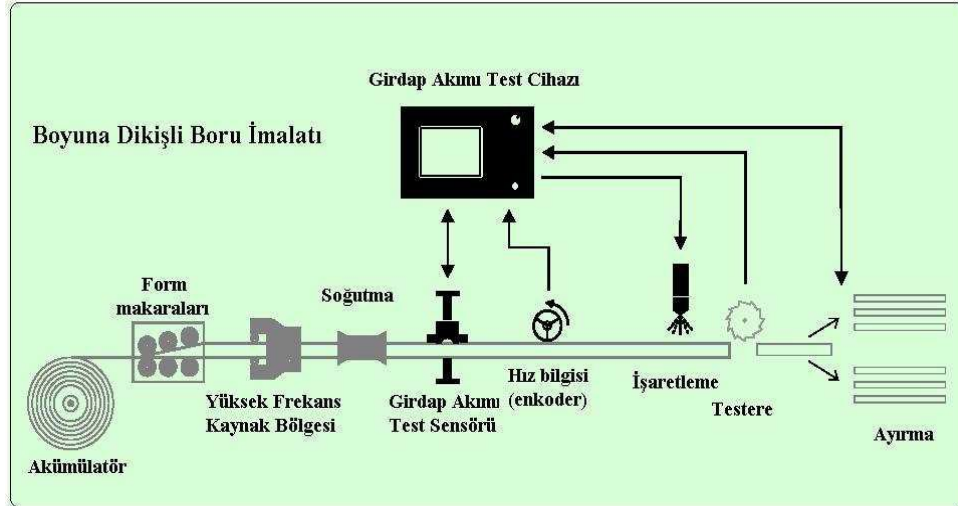 Girdap Akımı Test Cihazı
Boyuna Dikişli Boru İmalatı
Form
makaraları
Soğutma
Yüksek Frekans
Kaynak Bölgesi
Girdap Akımı
Test Sensörü
Hız bilgisi
(enkoder)
İşaretleme
Testere
Ayırma
Akümülatör